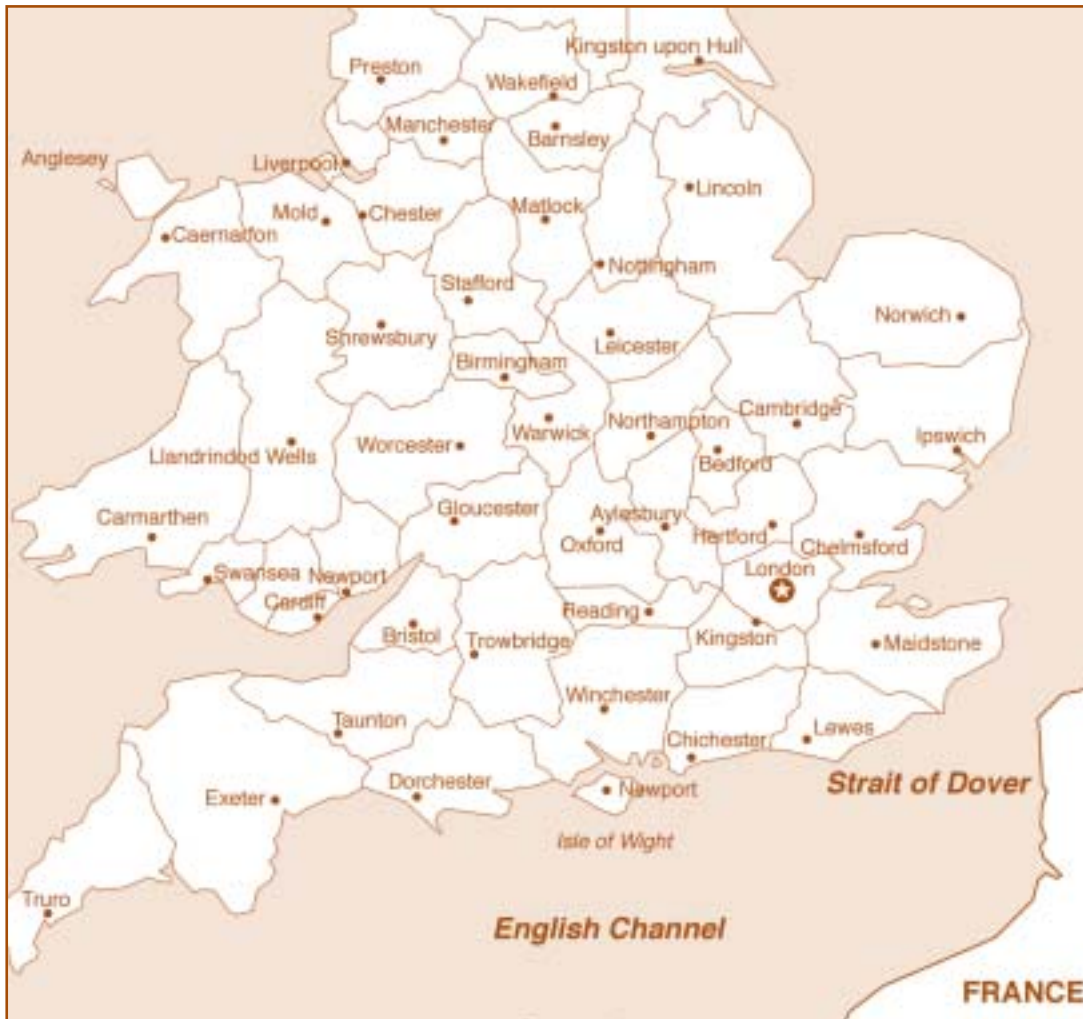 Kingston upon Hull
Preston
Wakefield
Manchester
Barnsley
Anglesey
Liverpool
Lincoln
Mold
Chester
Matlock
Caernarfon
Nottingham
Stafford
Norwich
Shrewsbury
Leicester
Birmingham
Cambridge
Northampton
Warwick
Ipswich
Worcester
Llandrindod Wells
Bedford
Gloucester
Carmarthen
Aylesbury
Hertford
Oxford
Chelmsford
London
Swansea
Newport
Cardiff
Reading
Bristol
Trowbridge
Kingston
Maidstone
Winchester
Taunton
Lewes
Chichester
Dorchester
Strait of Dover
Newport
Exeter
Isle of Wight
Truro
English Channel
FRANCE